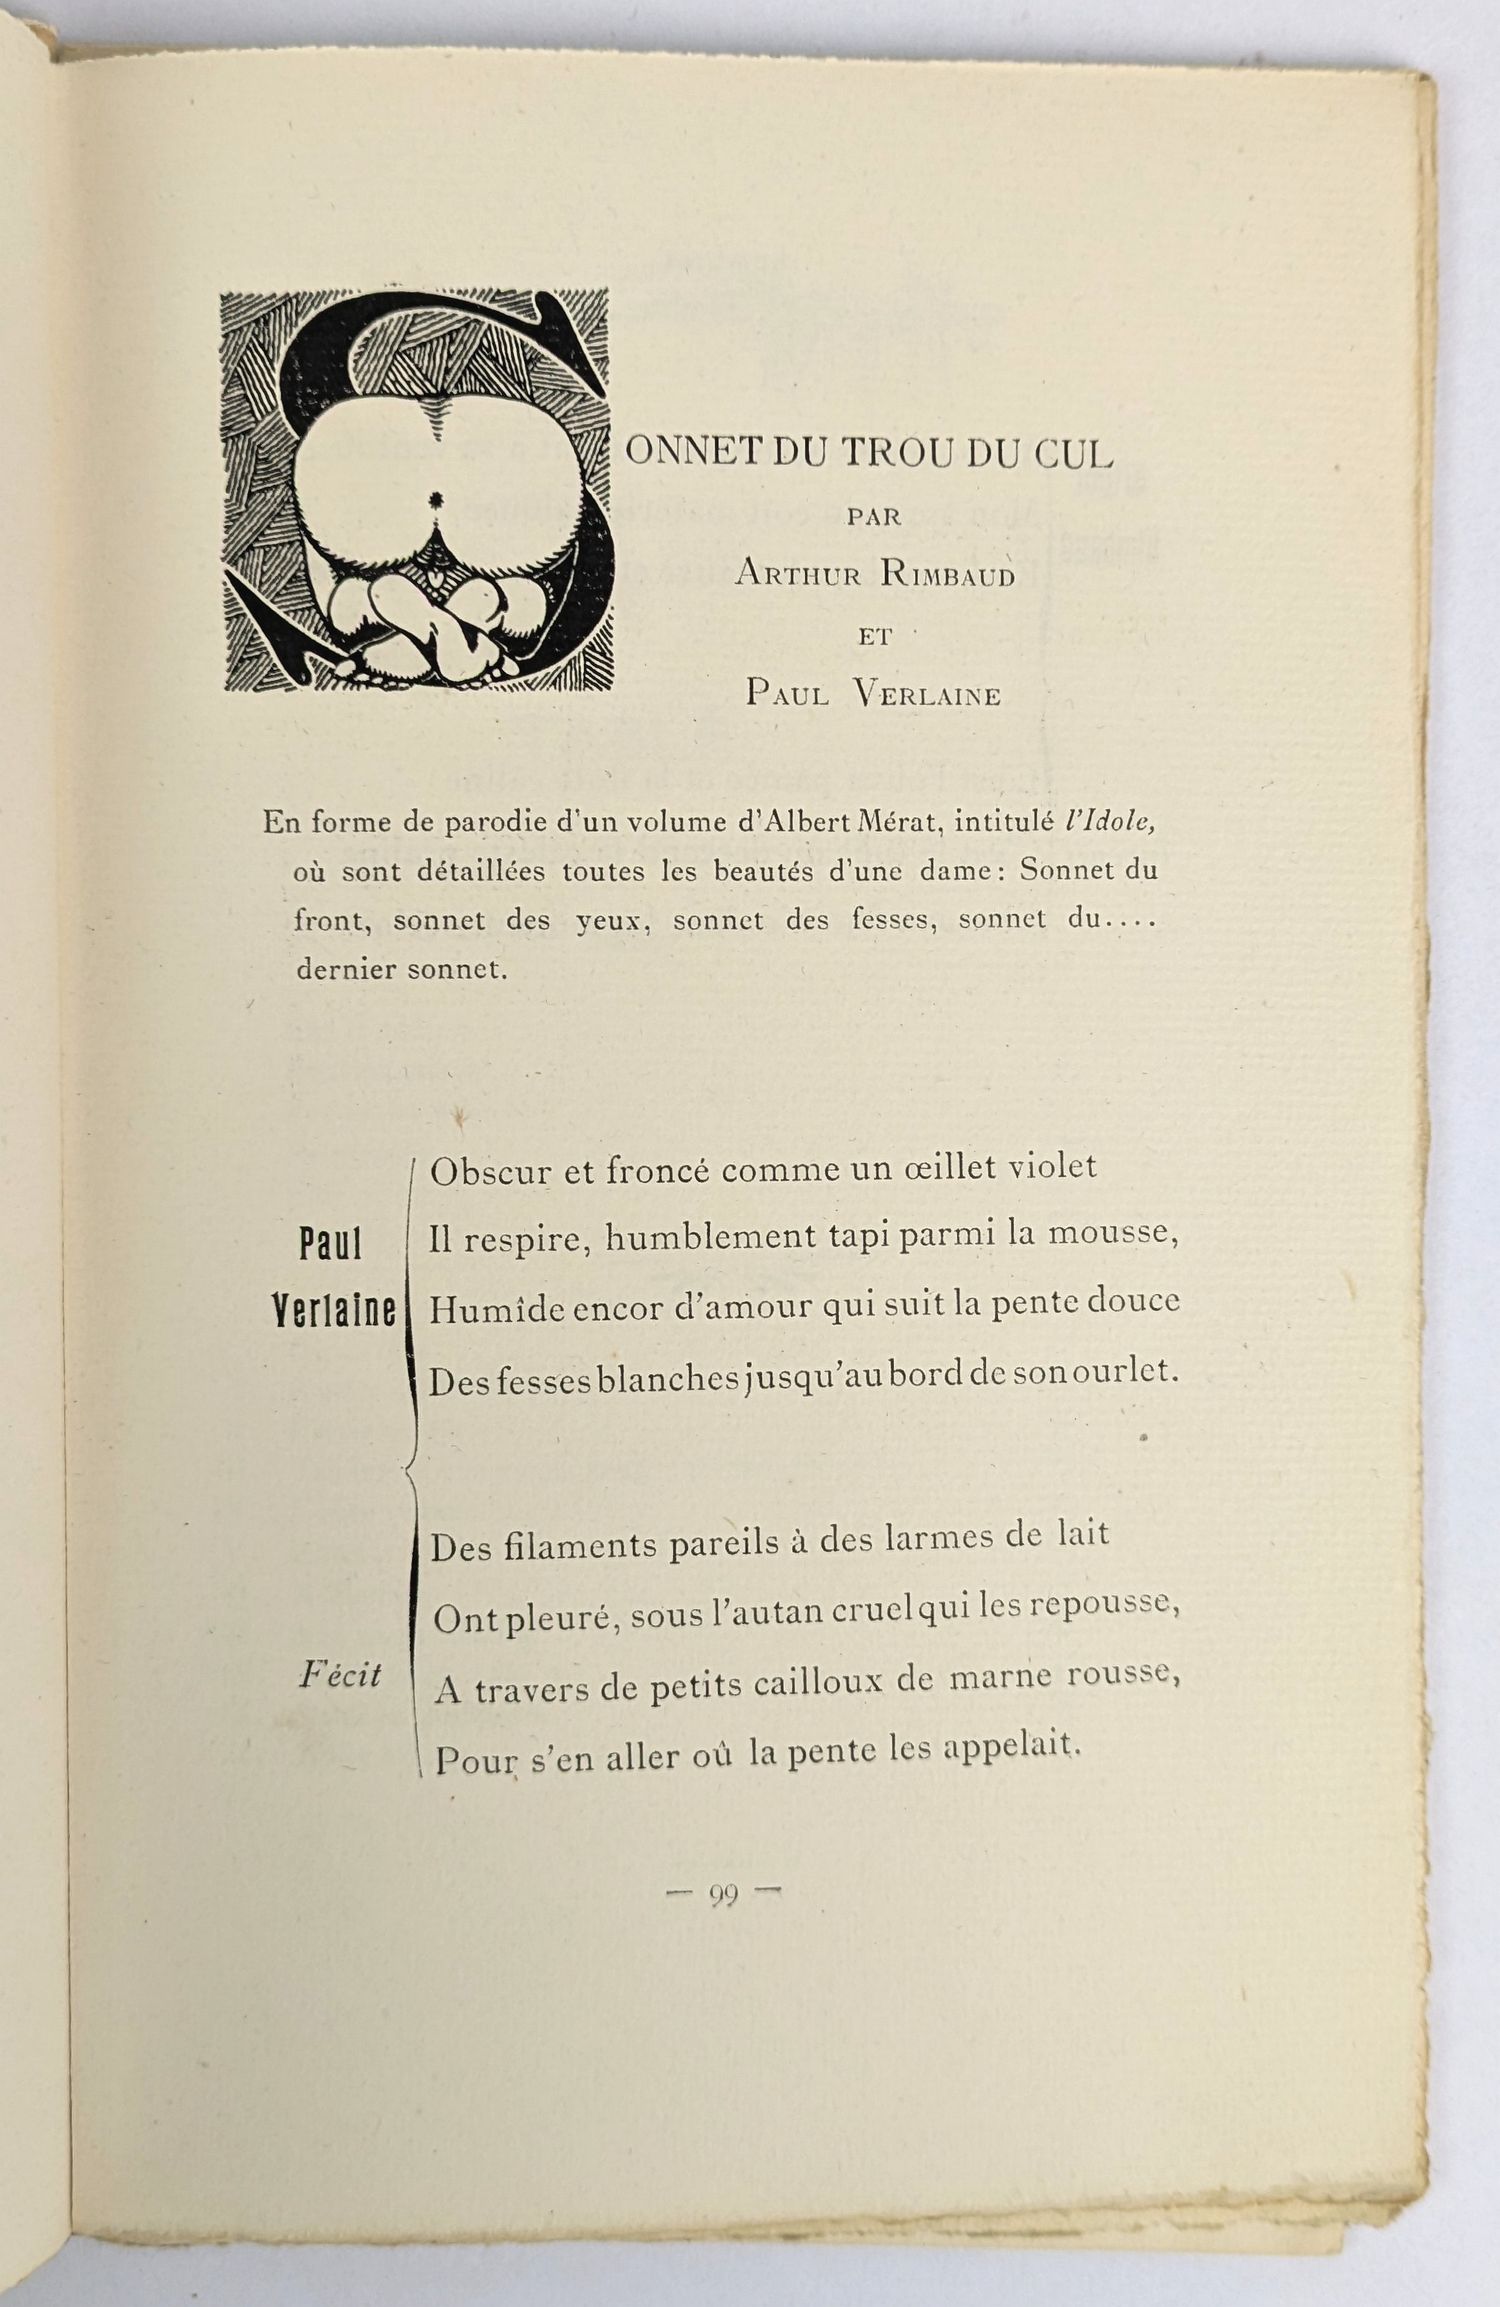 SONNET DU TROU DU CUL
PAR
ARTHUR RIMBAUD
ET
PAUL VERLAINE
En forme de parodie d'un volume d'Albert Mérat, intitulé l'Idole,
où sont détaillées toutes les beautés d'une dame : Sonnet du
front, sonnet des yeux, sonnet des fesses, sonnet du....
dernier sonnet.
Obscur et froncé comme un œillet violet
Paul Il respire, humblement tapi parmi la mousse,
Verlaine Humîde encor d'amour qui suit la pente douce
Des fesses blanches jusqu'au bord de son ourlet.
Des filaments pareils à des larmes de lait
Ont pleuré, sous l'autan cruel qui les repousse,
Fécit A travers de petits cailloux de marne rousse,
Pour s'en aller où la pente les appelait.
— 99 —